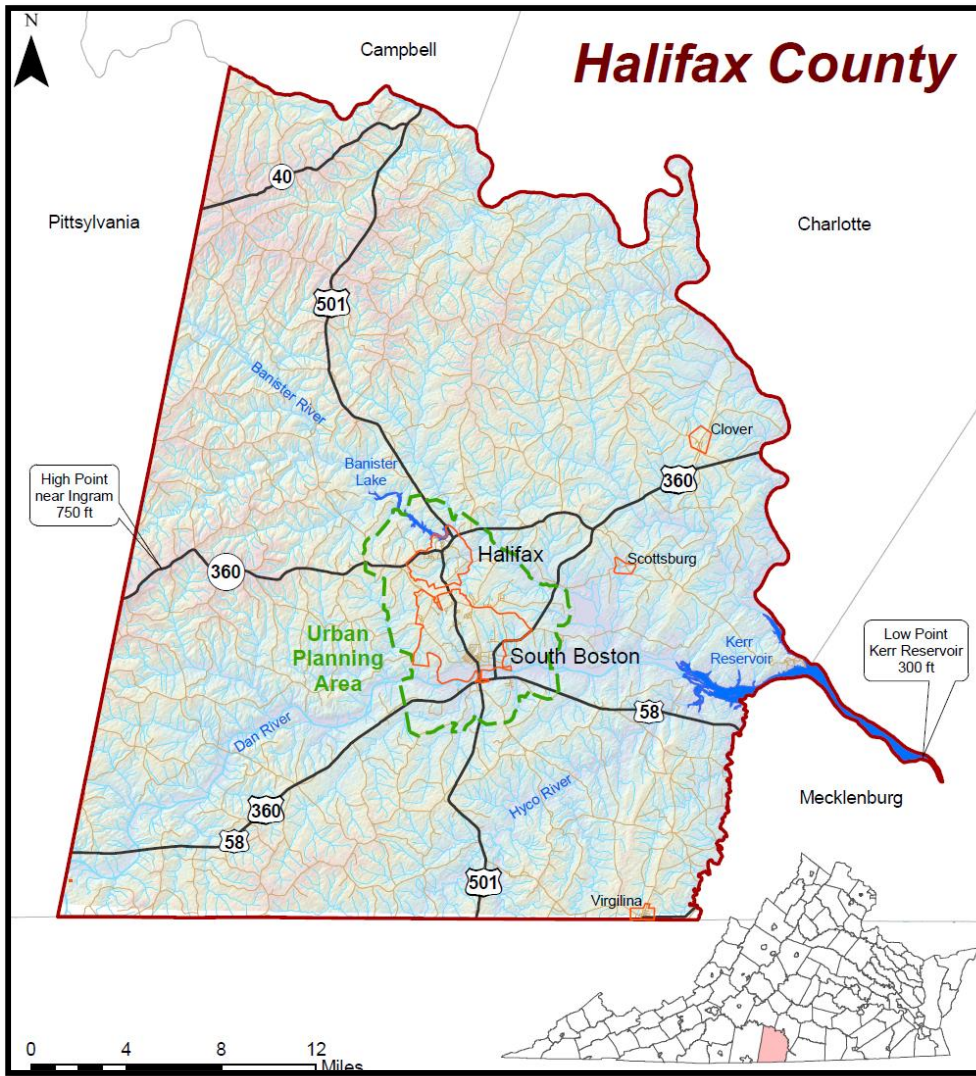 N
Campbell
Halifax County
40
Pittsylvania
Charlotte
501
Banister River
Clover
Banister
Lake
360
High Point
near Ingram
750 ft
Halifax
Scottsburg
360
Urban
Planning
Area
South Boston
Kerr
Reservoir
Low Point
Kerr Reservoir
300 ft
58
Dan River
Hyco River
Mecklenburg
360
58
501
Virgilina
0 4 8 12
Miles